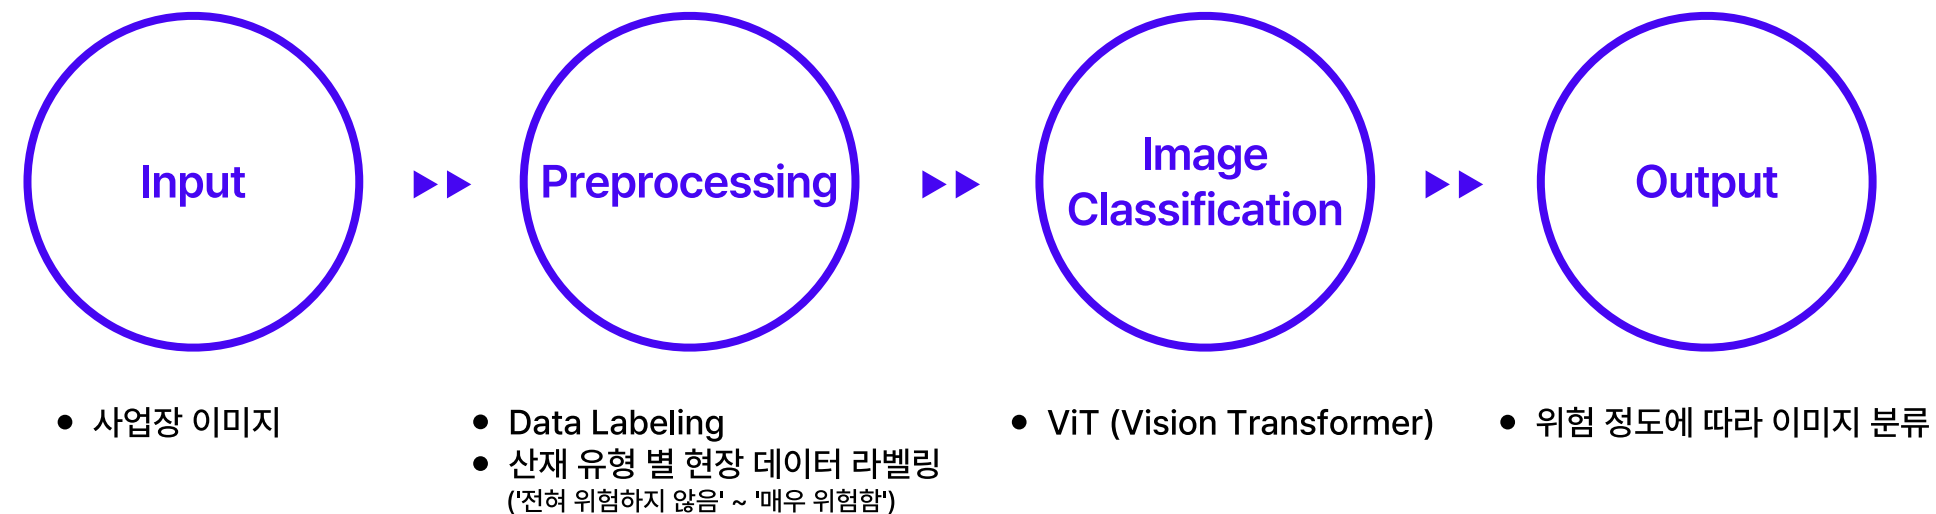 Input
Preprocessing
Image
Classification
Output
• 사업장 이미지
• Data Labeling
• 산재 유형 별 현장 데이터 라벨링
('전혀 위험하지 않음' ~ '매우 위험함')
• ViT (Vision Transformer)
• 위험 정도에 따라 이미지 분류